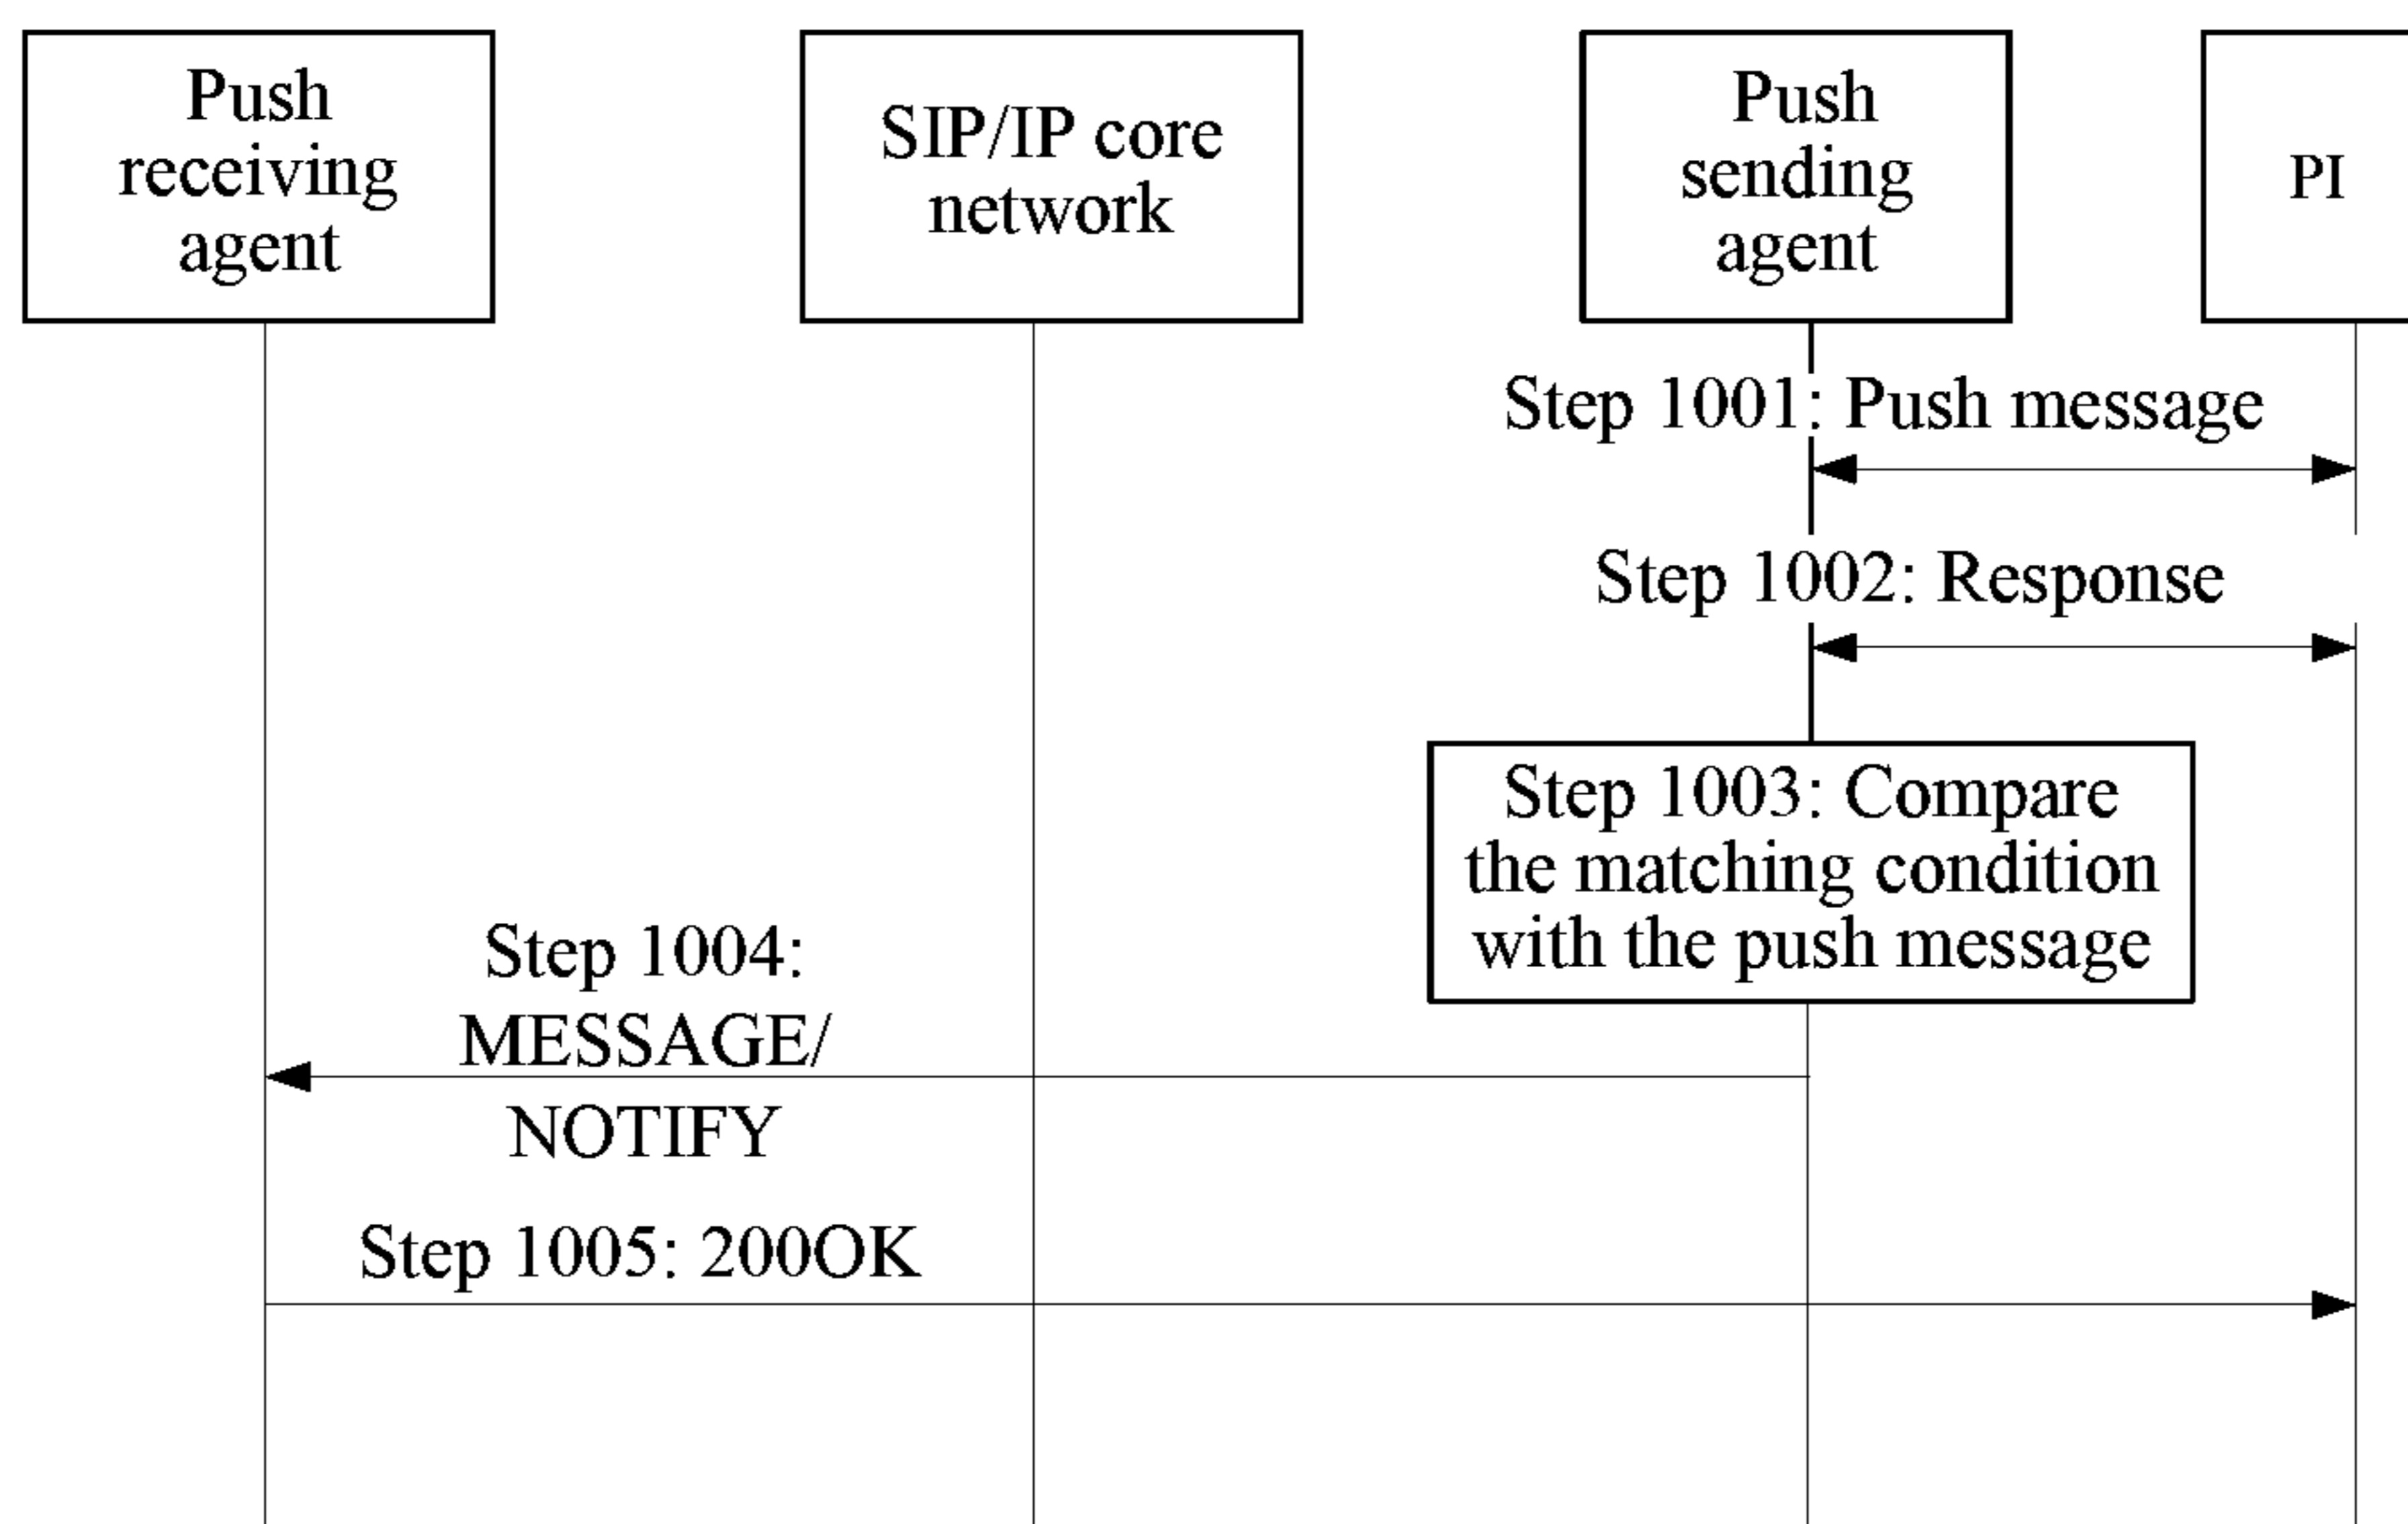 Push
receiving
agent
SIP/IP core
network
Push
sending
agent
PI
Step 1001: Push message
Step 1002: Response
Step 1003: Compare
the matching condition
with the push message
Step 1004:
MESSAGE/
NOTIFY
Step 1005: 200OK